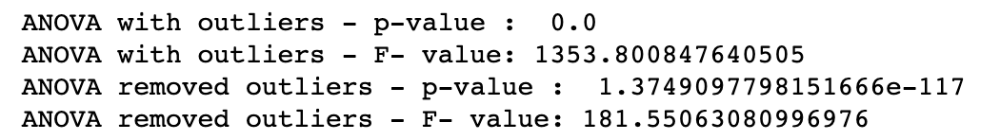 ANOVA with outliers - p-value :  0.0
ANOVA with outliers - F- value: 1353.800847640505
ANOVA removed outliers - p-value :  1.3749097798151666e-117
ANOVA removed outliers - F- value: 181.55063080996976